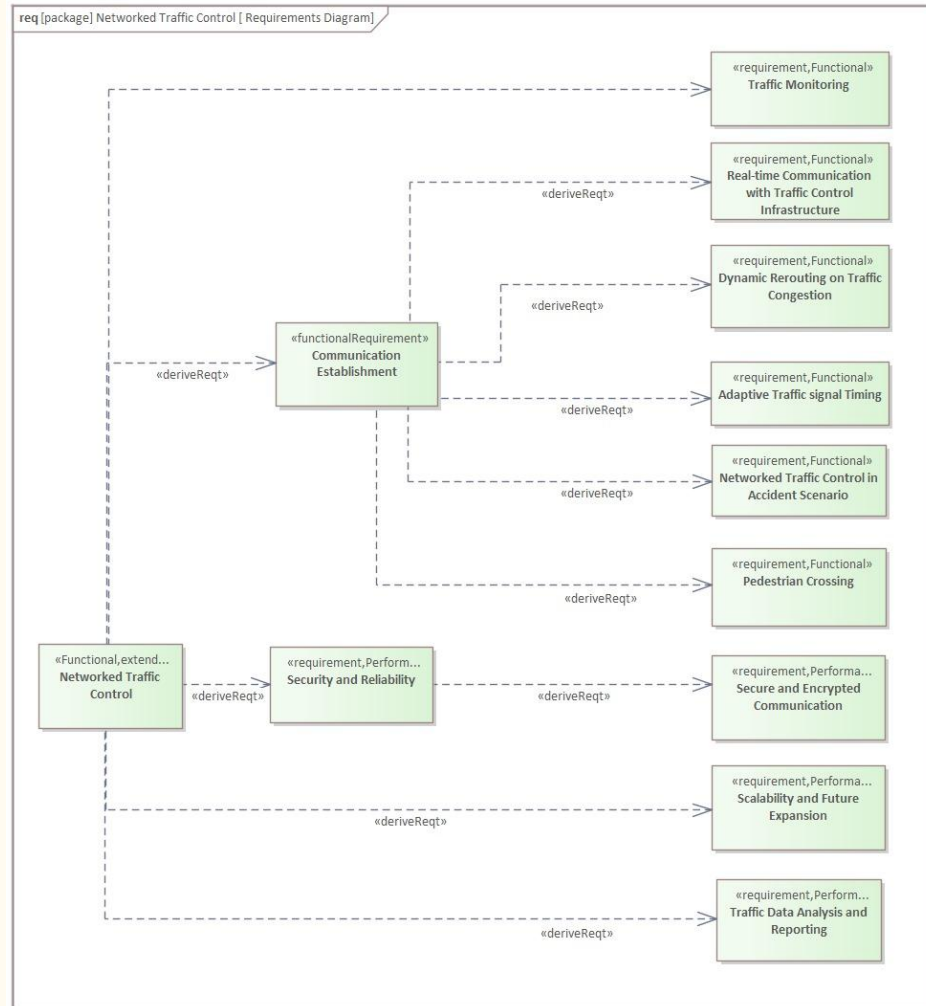 req [package] Networked Traffic Control [ Requirements Diagram]
«requirement,Functional»
Traffic Monitoring
«requirement,Functional»
Real-time Communication
with Traffic Control
Infrastructure
«deriveReqt»
«requirement,Functional»
Dynamic Rerouting on Traffic
Congestion
«deriveReqt»
«functionalRequirement»
Communication
Establishment
«deriveReqt»
«requirement,Functional»
Adaptive Traffic signal Timing
«deriveReqt»
«requirement,Functional»
Networked Traffic Control in
Accident Scenario
«deriveReqt»
«requirement,Functional»
Pedestrian Crossing
«deriveReqt»
«Functional,extend...
Networked Traffic
Control
«deriveReqt»
«requirement,Perform...
Security and Reliability
«deriveReqt»
«requirement,Performa...
Secure and Encrypted
Communication
«requirement,Performa...
Scalability and Future
Expansion
«deriveReqt»
«requirement,Perform...
Traffic Data Analysis and
Reporting
«deriveReqt»